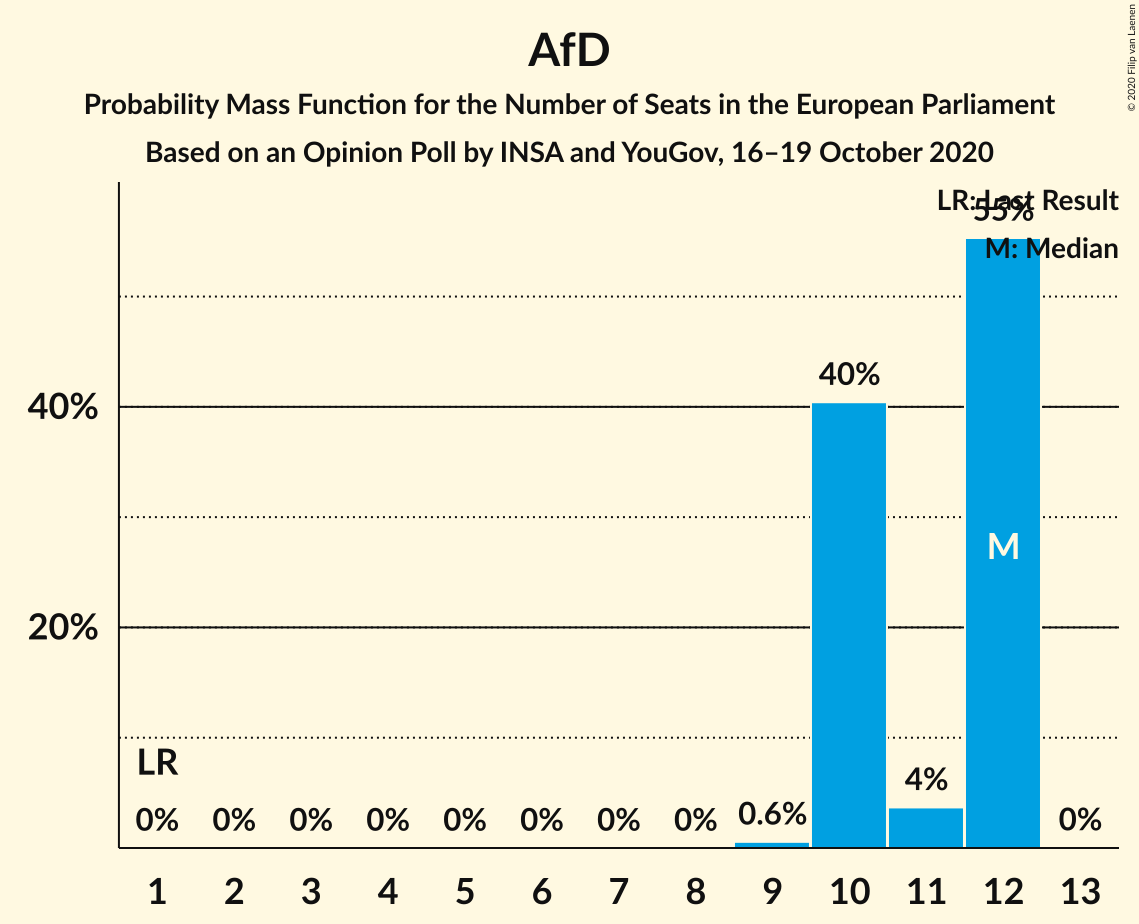 AfD
Probability Mass Function for the Number of Seats in the European Parliament
Based on an Opinion Poll by INSA and YouGov, 16–19 October 2020
© 2020 Filip van Laenen
LR: Last Result
55%
M: Median
40%
40%
M
20%
LR
4%
0% 0% 0% 0% 0% 0% 0% 0% 0.6% 0%
1 2 3 4 5 6 7 8 9 10 11 12 13